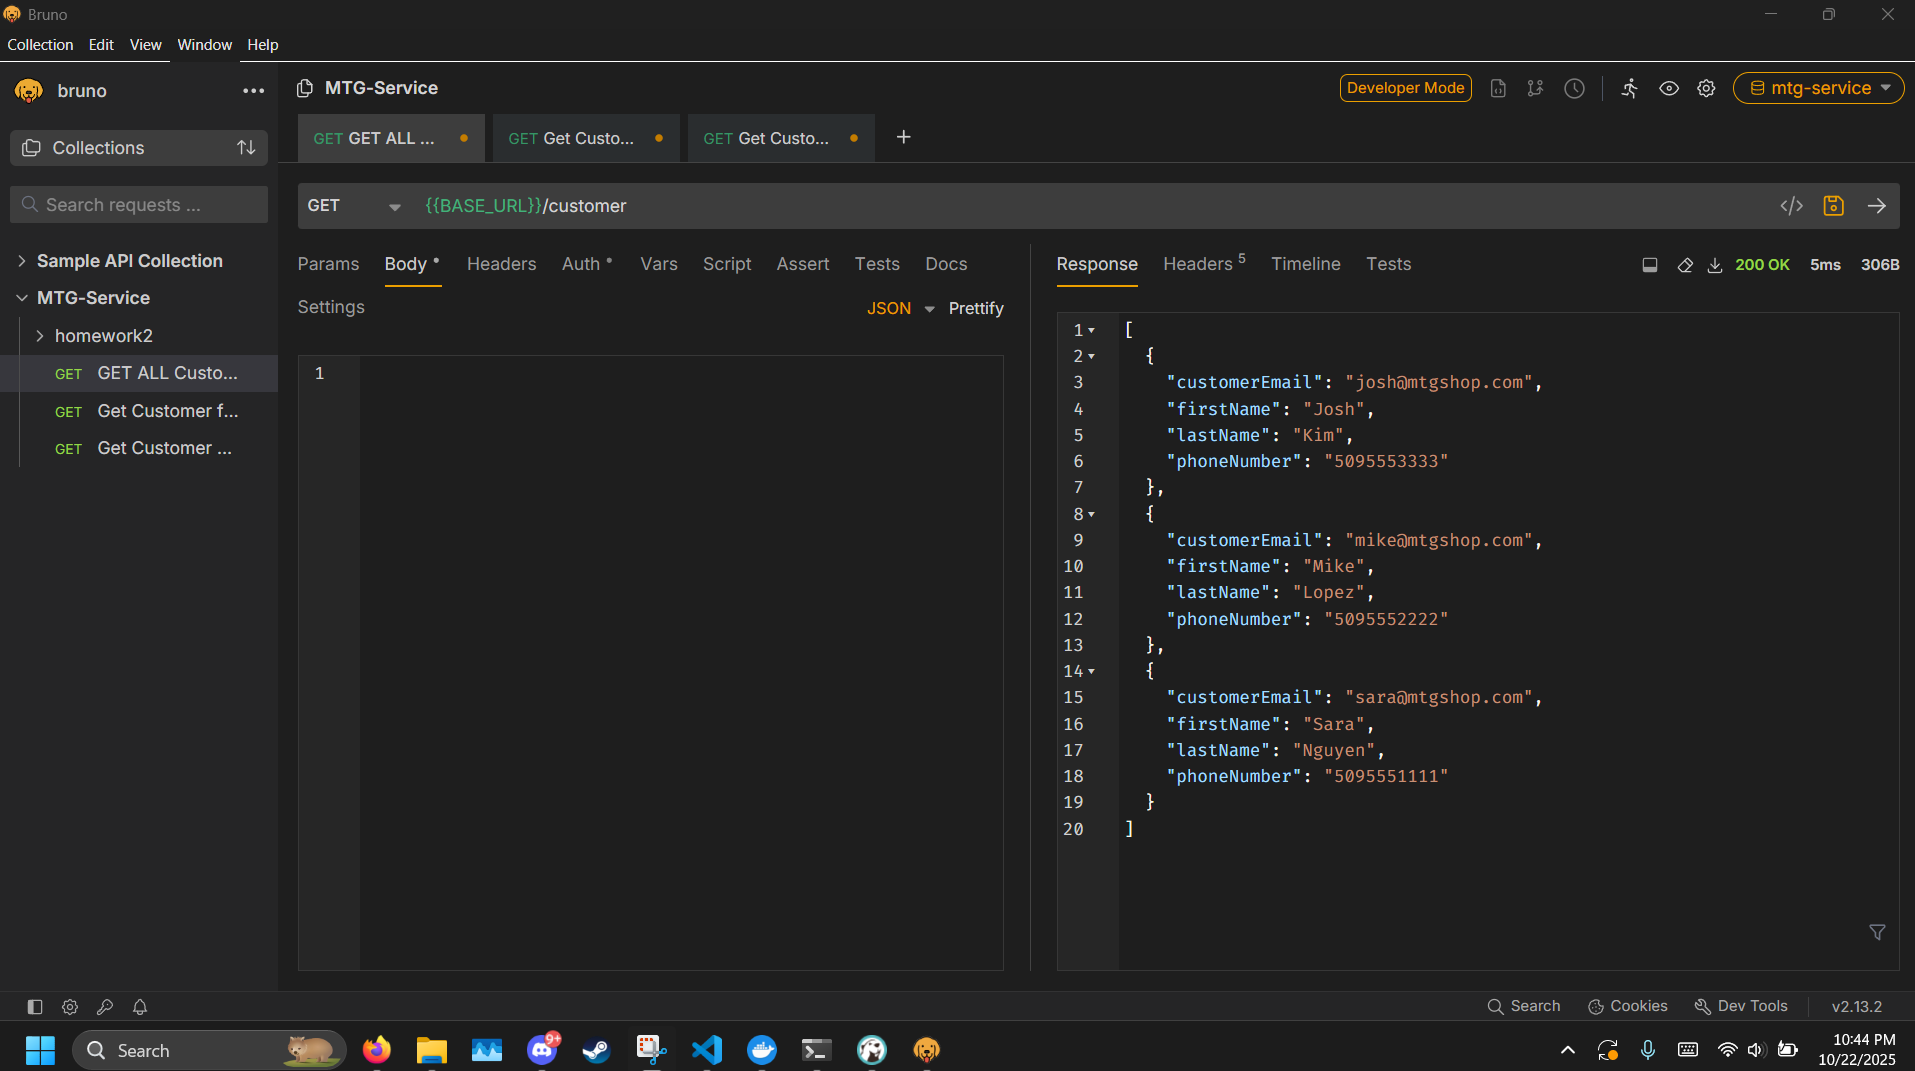 Bruno
Collection Edit View Window Help
bruno
MTG-Service
Developer Mode
mtg-service
Collections
GET GET ALL ...
GET Get Custo...
GET Get Custo...
Search requests ...
GET
{{BASE_URL}}/customer
Sample API Collection
MTG-Service
homework2
GET GET ALL Custo...
GET Get Customer f...
GET Get Customer ...
Params Body Headers Auth Vars Script Assert Tests Docs
Settings
JSON Prettify
1
Response Headers 5 Timeline Tests
200 OK 5ms 306B
1 [
2 {
3 "customerEmail": "josh@mtgshop.com",
4 "firstName": "Josh",
5 "lastName": "Kim",
6 "phoneNumber": "5095553333"
7 },
8 {
9 "customerEmail": "mike@mtgshop.com",
10 "firstName": "Mike",
11 "lastName": "Lopez",
12 "phoneNumber": "5095552222"
13 },
14 {
15 "customerEmail": "sara@mtgshop.com",
16 "firstName": "Sara",
17 "lastName": "Nguyen",
18 "phoneNumber": "5095551111"
19 }
20 ]
Search Cookies Dev Tools v2.13.2
Search
9+
10:44 PM
10/22/2025